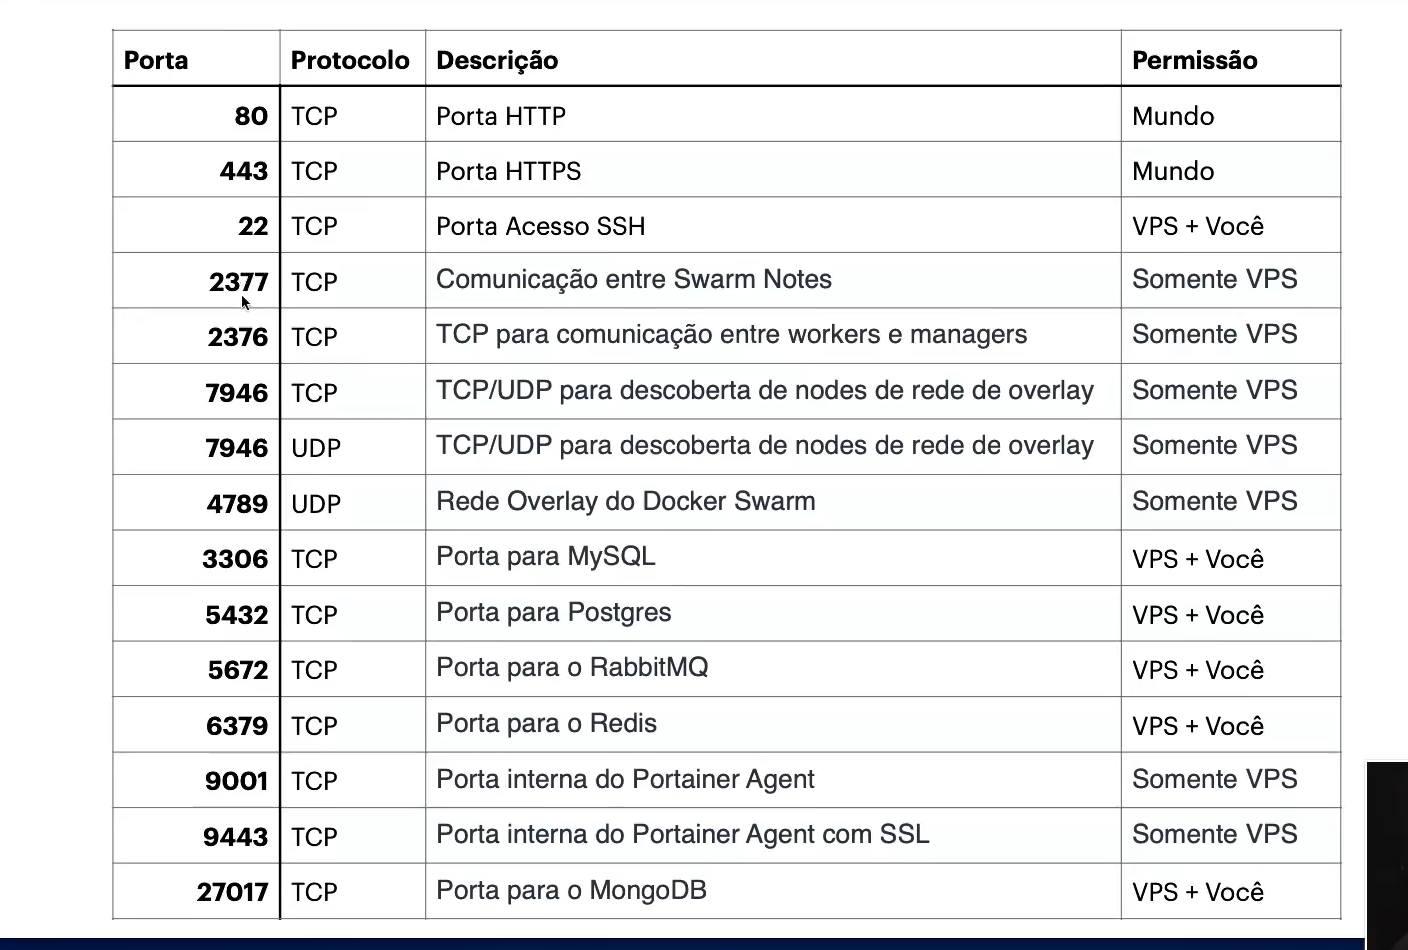 Porta Protocolo Descrição Permissão
80 TCP Porta HTTP Mundo
443 TCP Porta HTTPS Mundo
22 TCP Porta Acesso SSH VPS + Você
2377 TCP Comunicação entre Swarm Notes Somente VPS
2376 TCP TCP para comunicação entre workers e managers Somente VPS
7946 TCP TCP/UDP para descoberta de nodes de rede de overlay Somente VPS
7946 UDP TCP/UDP para descoberta de nodes de rede de overlay Somente VPS
4789 UDP Rede Overlay do Docker Swarm Somente VPS
3306 TCP Porta para MySQL VPS + Você
5432 TCP Porta para Postgres VPS + Você
5672 TCP Porta para o RabbitMQ VPS + Você
6379 TCP Porta para o Redis VPS + Você
9001 TCP Porta interna do Portainer Agent Somente VPS
9443 TCP Porta interna do Portainer Agent com SSL Somente VPS
27017 TCP Porta para o MongoDB VPS + Você